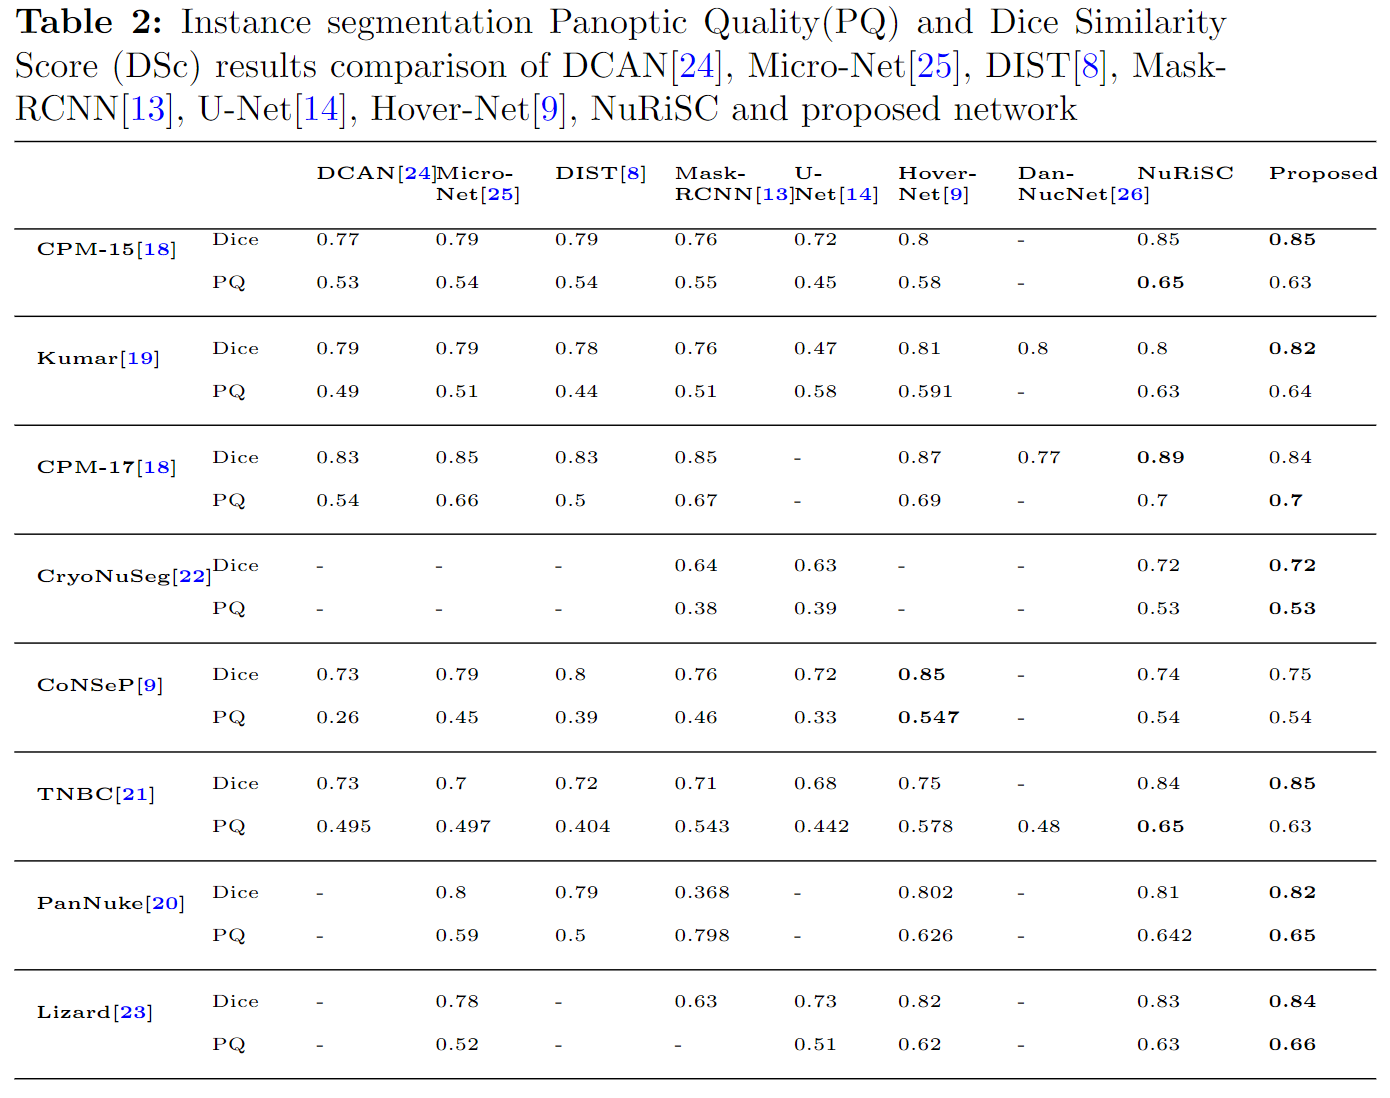 Table 2: Instance segmentation Panoptic Quality(PQ) and Dice Similarity
Score (DSc) results comparison of DCAN[24], Micro-Net[25], DIST[8], Mask-
RCNN[13], U-Net[14], Hover-Net[9], NuRiSC and proposed network
DCAN[24] Micro- DIST[8] Mask- U- Hover- Dan- NuRiSC Proposed
Net[25] RCNN[13] Net[14] Net[9] NucNet[26]
CPM-15[18] Dice 0.77 0.79 0.79 0.76 0.72 0.8 - 0.85 0.85
PQ 0.53 0.54 0.54 0.55 0.45 0.58 - 0.65 0.63
Kumar[19] Dice 0.79 0.79 0.78 0.76 0.47 0.81 0.8 0.8 0.82
PQ 0.49 0.51 0.44 0.51 0.58 0.591 - 0.63 0.64
CPM-17[18] Dice 0.83 0.85 0.83 0.85 - 0.87 0.77 0.89 0.84
PQ 0.54 0.66 0.5 0.67 - 0.69 - 0.7 0.7
CryoNuSeg[22] Dice - - - 0.64 0.63 - - 0.72 0.72
PQ - - - 0.38 0.39 - - 0.53 0.53
CoNSeP[9] Dice 0.73 0.79 0.8 0.76 0.72 0.85 - 0.74 0.75
PQ 0.26 0.45 0.39 0.46 0.33 0.547 - 0.54 0.54
TNBC[21] Dice 0.73 0.7 0.72 0.71 0.68 0.75 - 0.84 0.85
PQ 0.495 0.497 0.404 0.543 0.442 0.578 0.48 0.65 0.63
PanNuke[20] Dice - 0.8 0.79 0.368 - 0.802 - 0.81 0.82
PQ - 0.59 0.5 0.798 - 0.626 - 0.642 0.65
Lizard[23] Dice - 0.78 - 0.63 0.73 0.82 - 0.83 0.84
PQ - 0.52 - - 0.51 0.62 - 0.63 0.66